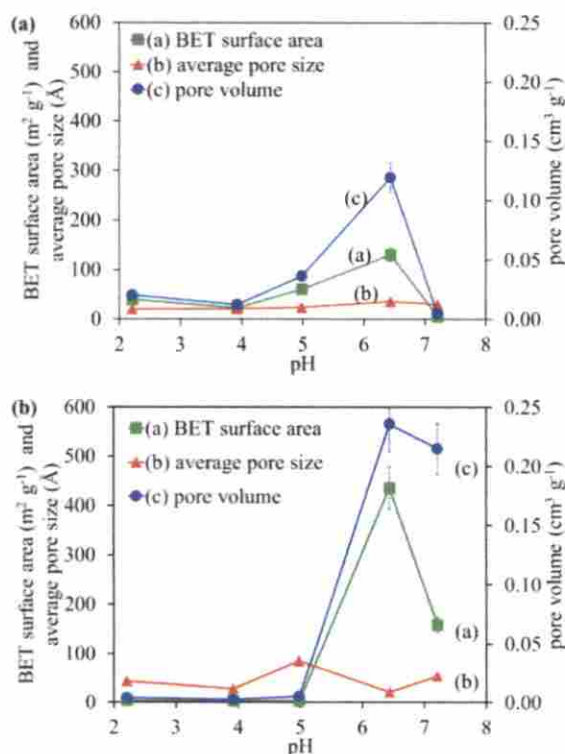 (a)
600
500
400
300
200
100
0
BET surface area (m² g⁻¹) and
average pore size (Å)
(a) BET surface area
(b) average pore size
(c) pore volume
(c)
(a)
(b)
0.25
0.20
0.15
0.10
0.05
0.00
pore volume (cm³ g⁻¹)
2 3 4 5 6 7 8
pH
(b)
600
500
400
300
200
100
0
BET surface area (m² g⁻¹) and
average pore size (Å)
(a) BET surface area
(b) average pore size
(c) pore volume
(c)
(a)
(b)
0.25
0.20
0.15
0.10
0.05
0.00
pore volume (cm³ g⁻¹)
2 3 4 5 6 7 8
pH